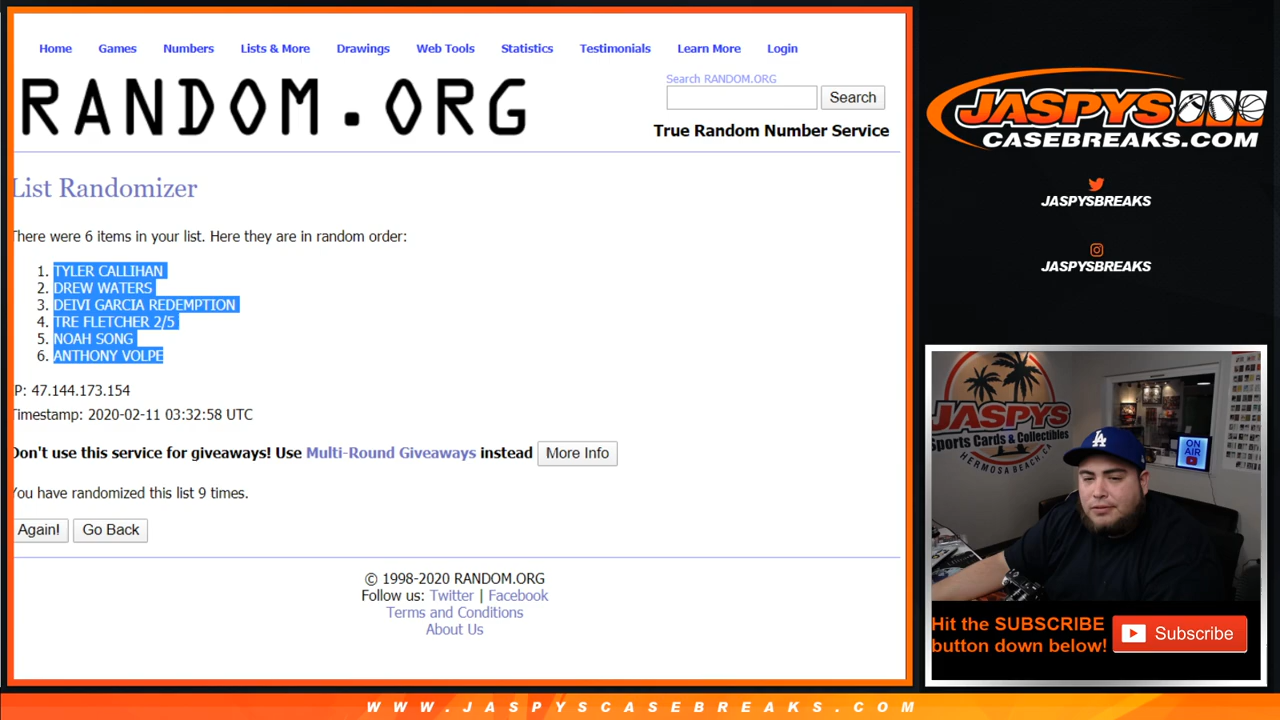 Home Games Numbers Lists & More Drawings Web Tools Statistics Testimonials Learn More Login
RANDOM.ORG
Search RANDOM.ORG
Search
True Random Number Service
List Randomizer
There were 6 items in your list. Here they are in random order:
1. TYLER CALLIHAN
2. DREW WATERS
3. DEIVI GARCIA REDEMPTION
4. TRE FLETCHER 2/5
5. NOAH SONG
6. ANTHONY VOLPE
IP: 47.144.173.154
Timestamp: 2020-02-11 03:32:58 UTC
Don't use this service for giveaways! Use Multi-Round Giveaways instead More Info
You have randomized this list 9 times.
Again! Go Back
© 1998-2020 RANDOM.ORG
Follow us: Twitter | Facebook
Terms and Conditions
About Us
JASPYS
CASEBREAKS.COM
JASPYSBREAKS
JASPYSBREAKS
JASPYS
Sports Cards & Collectibles
HERMOSA BEACH, CA
LA
ON
AIR
Hit the SUBSCRIBE
button down below!
Subscribe
WWW.JASPYSCASEBREAKS.COM